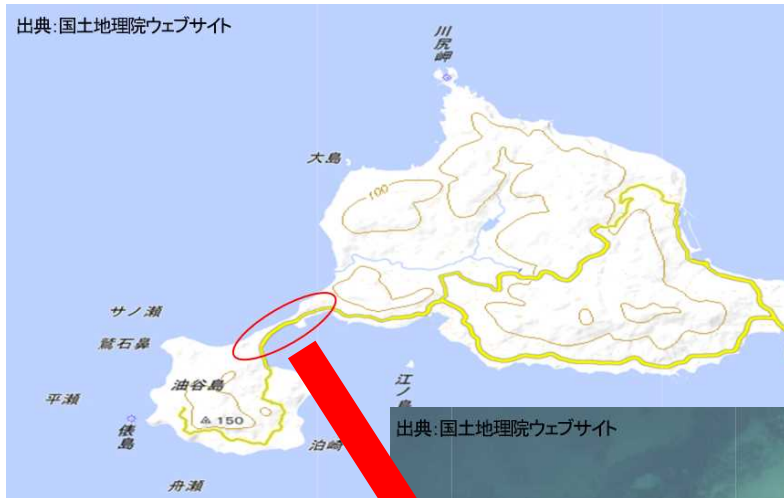 出典:国土地理院ウェブサイト
川尻岬
大島
100
サノ瀬
鷲石鼻
油谷島
平瀬
俵島
150
江ノ島
泊崎
舟瀬
出典:国土地理院ウェブサイト